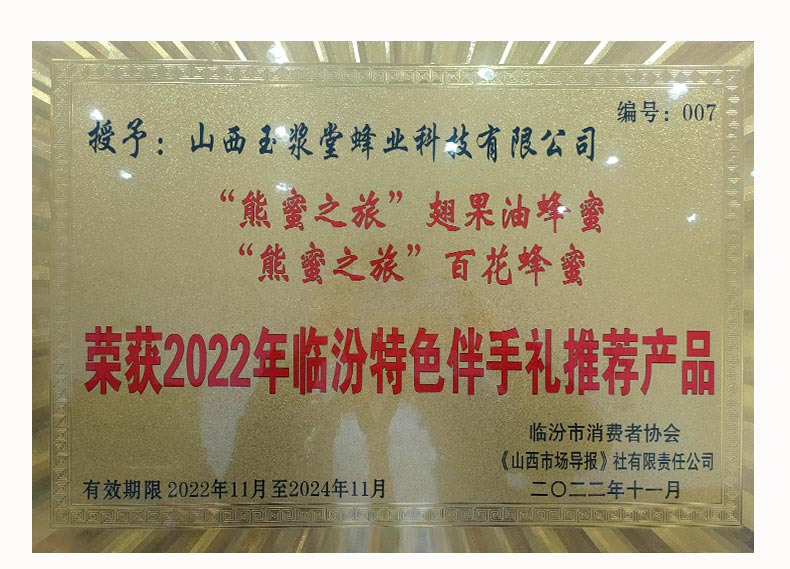 编号：007
授予：山西玉浆堂蜂业科技有限公司
“熊蜜之旅”翅果油蜂蜜
“熊蜜之旅”百花蜂蜜
荣获2022年临汾特色伴手礼推荐产品
临汾市消费者协会
《山西市场导报》社有限责任公司
有效期限 2022年11月至2024年11月
二〇二二年十一月